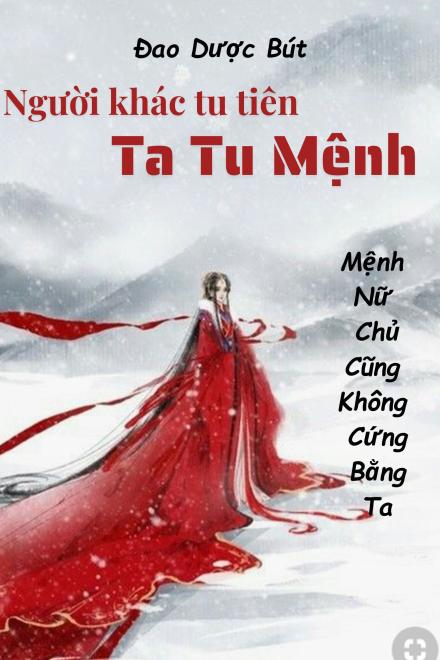 Đao Dược Bút
Người khác tu tiên
Ta Tu Mệnh
Mệnh
Nữ
Chủ
Cũng
Không
Cứng
Bằng
Ta